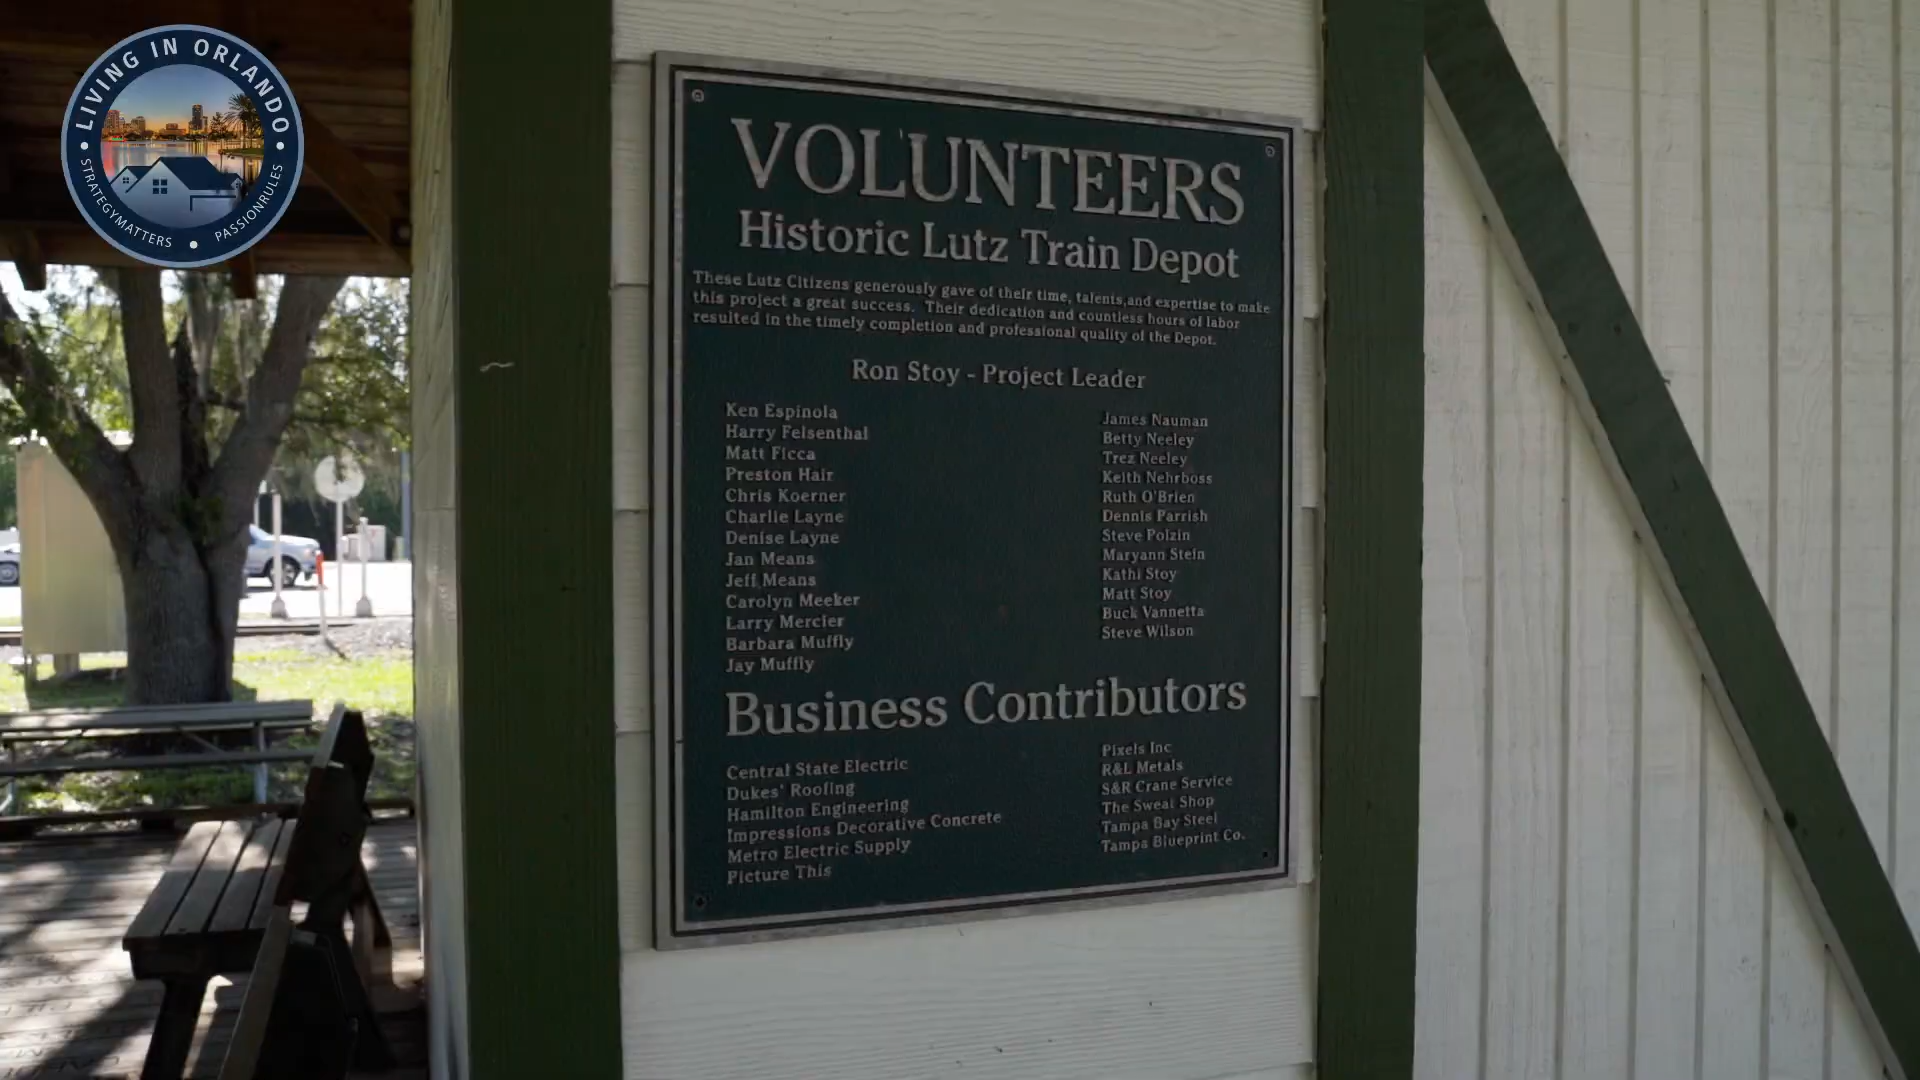 LIVING IN ORLANDO
STRATEGYMATTERS
PASSIONRULES
VOLUNTEERS
Historic Lutz Train Depot
These Lutz Citizens generously gave of their time, talents,and expertise to make
this project a great success. Their dedication and countless hours of labor
resulted in the timely completion and professional quality of the Depot.
Ron Stoy - Project Leader
Ken Espinola
Harry Felsenthal
Matt Ficca
Preston Hair
Chris Koerner
Charlie Layne
Denise Layne
Jan Means
Jeff Means
Carolyn Meeker
Larry Mercier
Barbara Muffly
Jay Muffly
James Nauman
Betty Neeley
Trez Neeley
Keith Nehrboss
Ruth O'Brien
Dennis Parrish
Steve Polzin
Maryann Stein
Kathi Stoy
Matt Stoy
Buck Vannetta
Steve Wilson
Business Contributors
Central State Electric
Dukes' Roofing
Hamilton Engineering
Impressions Decorative Concrete
Metro Electric Supply
Picture This
Pixels Inc
R&L Metals
S&R Crane Service
The Sweat Shop
Tampa Bay Steel
Tampa Blueprint Co.